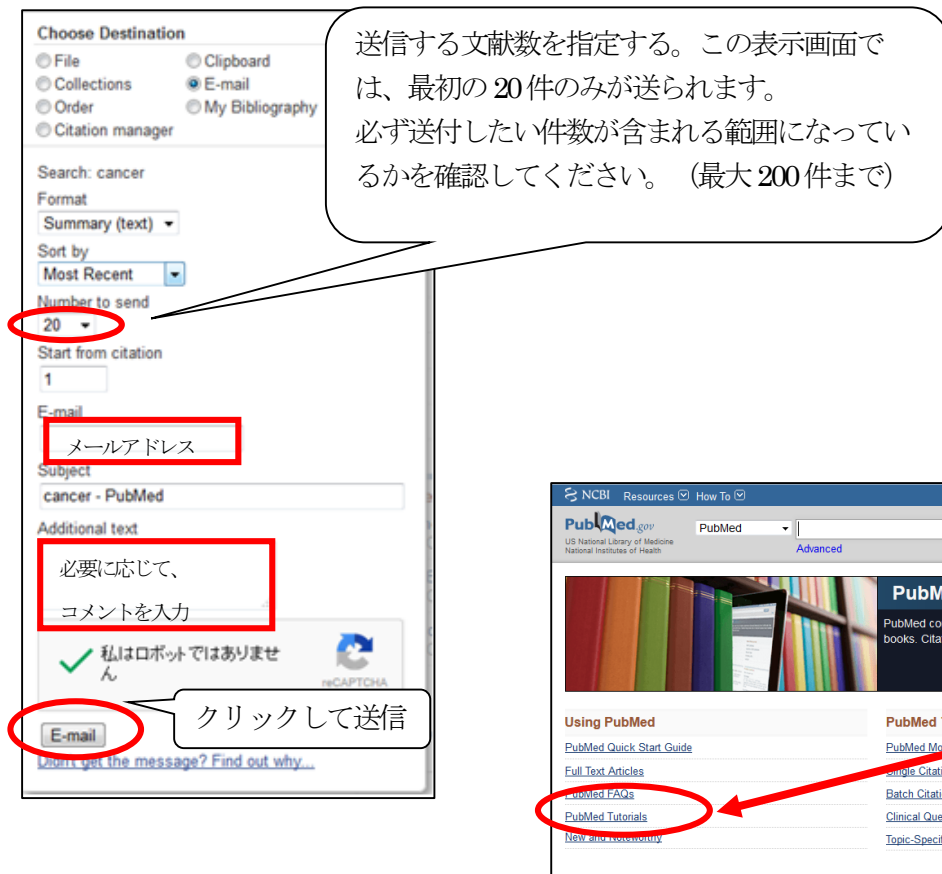 Choose Destination
File
Clipboard
Collections
E-mail
Order
My Bibliography
Citation manager
Search: cancer
Format
Summary (text)
Sort by
Most Recent
Number to send
20
Start from citation
1
E-mail
メールアドレス
Subject
cancer - PubMed
Additional text
必要に応じて、
コメントを入力
私はロボットではありませ
ん
reCAPTCHA
E-mail
Didn't get the message? Find out why...
送信する文献数を指定する。この表示画面で
は、最初の 20 件のみが送られます。
必ず送付したい件数が含まれる範囲になってい
るかを確認してください。（最大 200 件まで）
クリックして送信
NCBI Resources How To
PubMed.gov
US National Library of Medicine
National Institutes of Health
PubMed
Advanced
PubM
PubMed co
books. Cita
Using PubMed
PubMed Quick Start Guide
Full Text Articles
PubMed FAQs
PubMed Tutorials
New and Noteworthy
PubMed
PubMed Mo
Single Citati
Batch Citati
Clinical Que
Topic-Specif